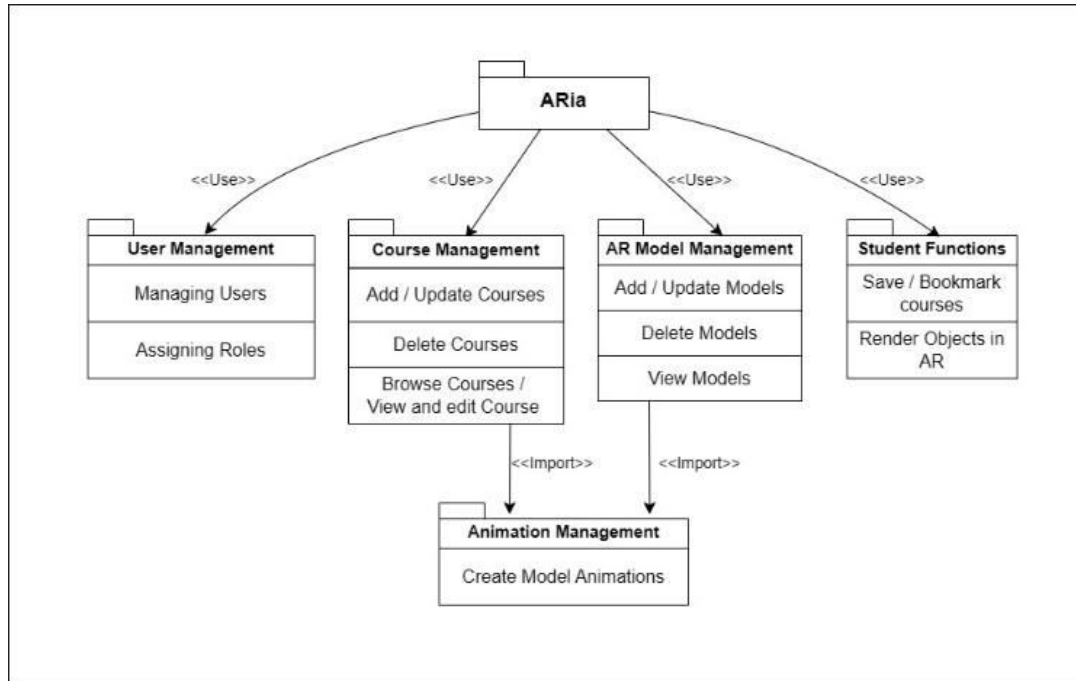 ARia
<<Use>>
<<Use>>
<<Use>>
<<Use>>
User Management
Managing Users
Assigning Roles
Course Management
Add / Update Courses
Delete Courses
Browse Courses /
View and edit Course
AR Model Management
Add / Update Models
Delete Models
View Models
Student Functions
Save / Bookmark
courses
Render Objects in
AR
<<Import>>
<<Import>>
Animation Management
Create Model Animations